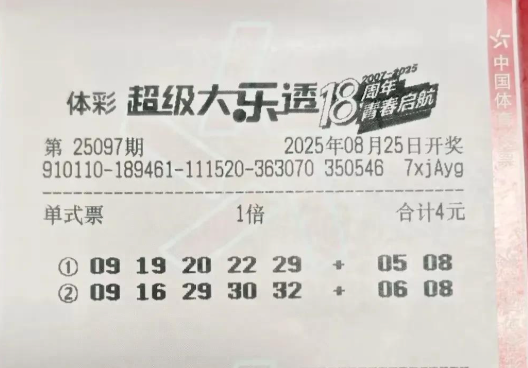 体彩 超级大乐透 18周年 2007-2025 青春启航
第 25097期 2025年08月25日开奖
910110-189461-111520-363070 350546 7xjAyg
单式票 1倍 合计4元
① 09 19 20 22 29 + 05 08
② 09 16 29 30 32 + 06 08
中国体
票